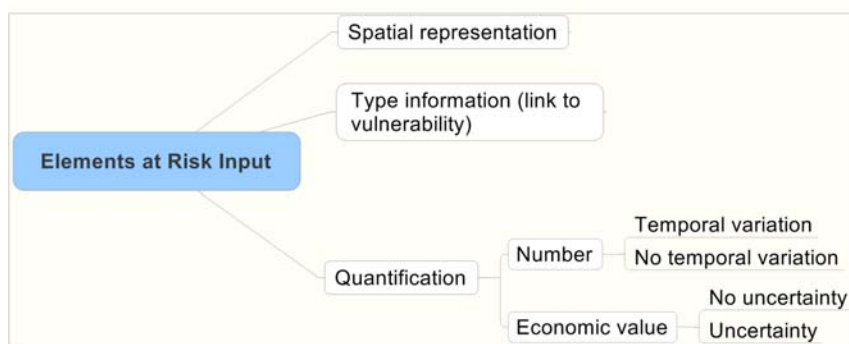 Spatial representation
Type information (link to
vulnerability)
Elements at Risk Input
Temporal variation
Number
No temporal variation
Quantification
No uncertainty
Economic value
Uncertainty